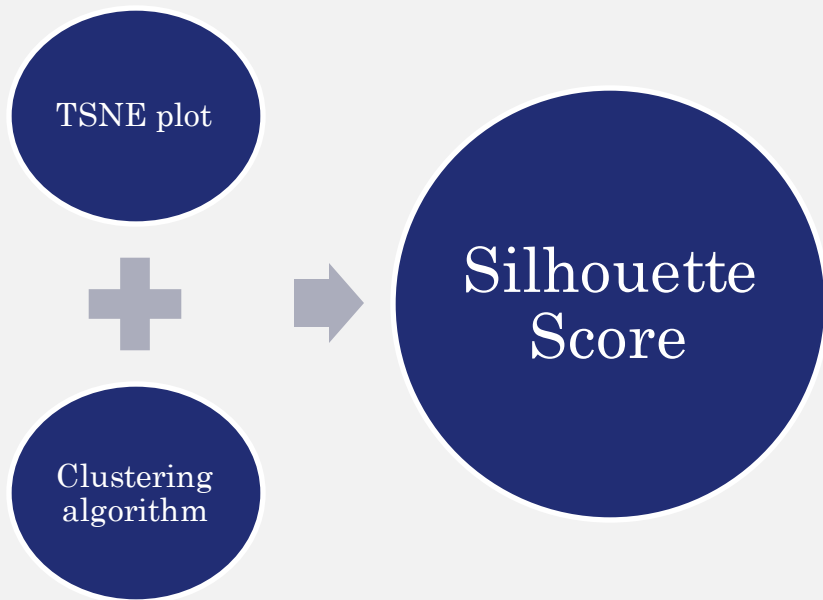 TSNE plot
Clustering
algorithm
Silhouette
Score